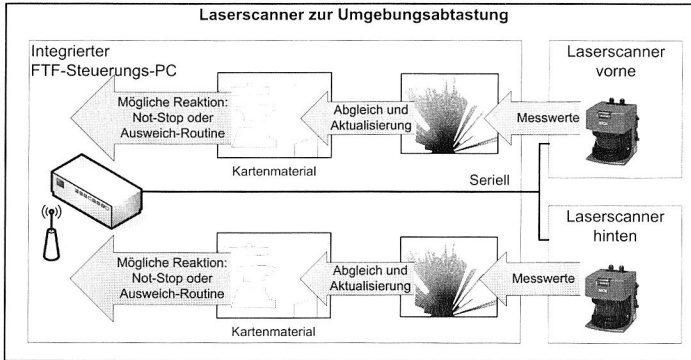 Laserscanner zur Umgebungsabtastung
Integrierter
FTF-Steuerungs-PC
Mögliche Reaktion:
Not-Stop oder
Ausweich-Routine
Kartenmaterial
Abgleich und
Aktualisierung
Messwerte
Laserscanner
vorne
Seriell
Mögliche Reaktion:
Not-Stop oder
Ausweich-Routine
Kartenmaterial
Abgleich und
Aktualisierung
Messwerte
Laserscanner
hinten